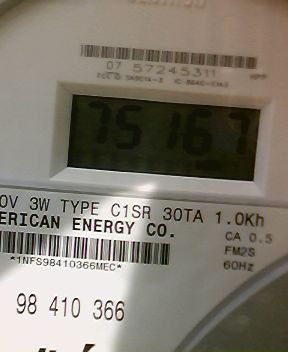 07 57245311
75167
0V 3W TYPE C1SR 30TA 1.0Kh
ERICAN ENERGY CO.
CA 0.5
FM2S
60Hz
*1NFS98410366MEC*
98 410 366